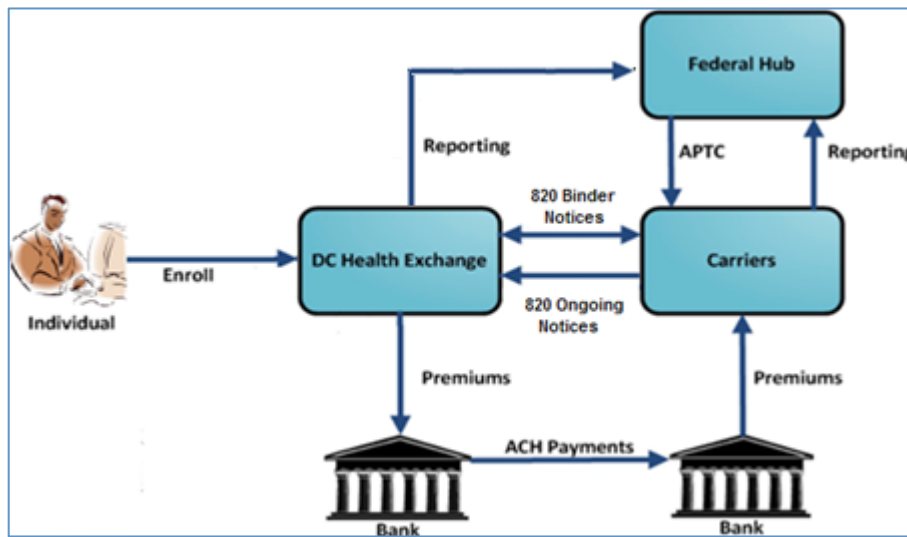 Federal Hub
Reporting
APTC
Reporting
820 Binder
Notices
DC Health Exchange
Carriers
Enroll
Individual
820 Ongoing
Notices
Premiums
Premiums
ACH Payments
Bank
Bank